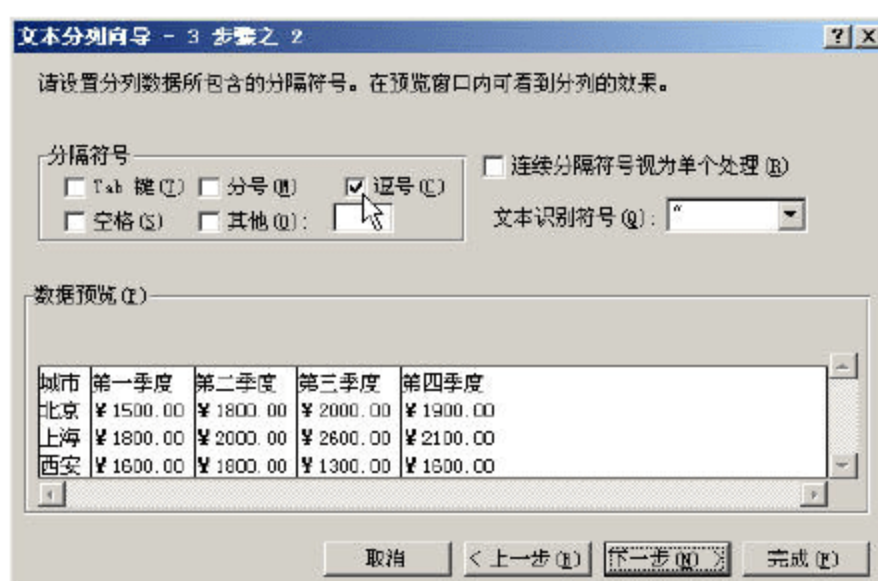 文本分列向导 - 3 步骤之 2
请设置分列数据所包含的分隔符号。在预览窗口内可看到分列的效果。
分隔符号
Tab 键(T) 分号(M) 逗号(C)
空格(S) 其他(O):
连续分隔符号视为单个处理(R)
文本识别符号(Q): "
数据预览(P)
城市 第一季度 第二季度 第三季度 第四季度
北京 ¥1500.00 ¥1800.00 ¥2000.00 ¥1900.00
上海 ¥1800.00 ¥2000.00 ¥2600.00 ¥2100.00
西安 ¥1600.00 ¥1800.00 ¥1300.00 ¥1600.00
取消 < 上一步(B) 下一步(N) > 完成(F)